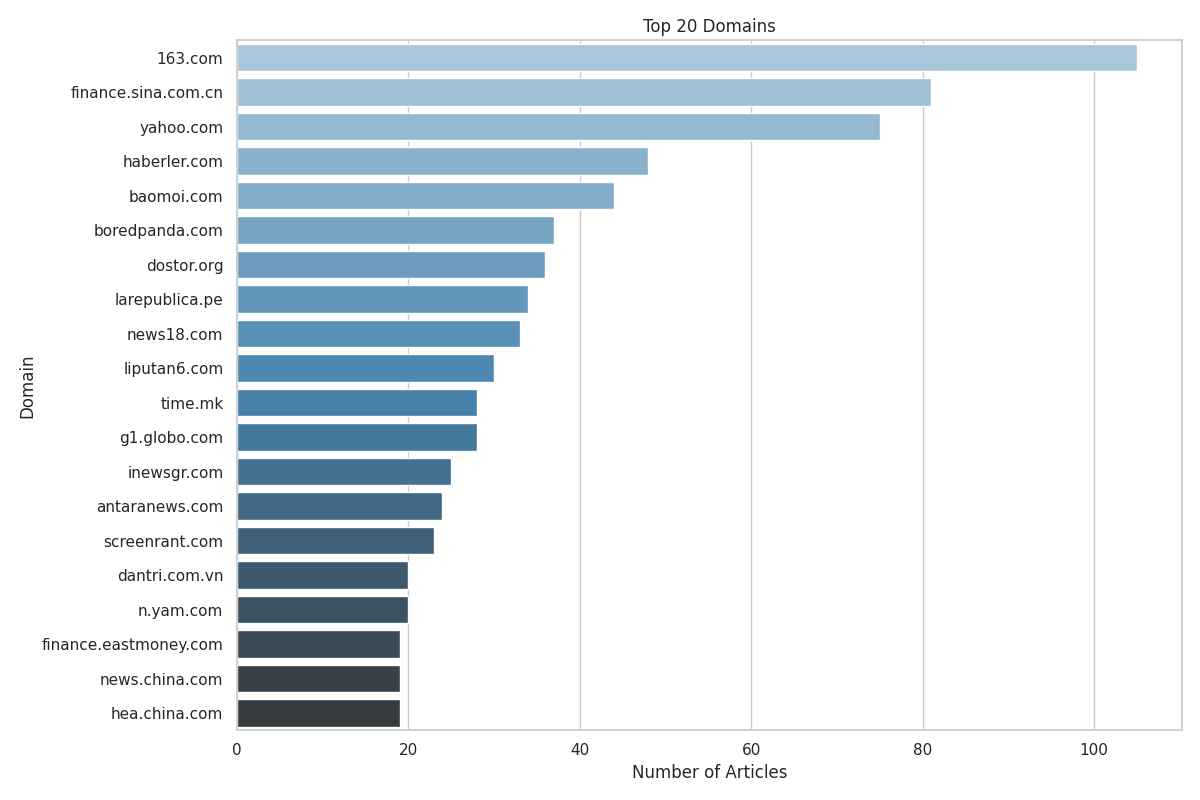 Top 20 Domains
163.com
finance.sina.com.cn
yahoo.com
haberler.com
baomoi.com
boredpanda.com
dostor.org
larepublica.pe
news18.com
liputan6.com
time.mk
g1.globo.com
inewsgr.com
antaranews.com
screenrant.com
dantri.com.vn
n.yam.com
finance.eastmoney.com
news.china.com
hea.china.com
Domain
0 20 40 60 80 100
Number of Articles